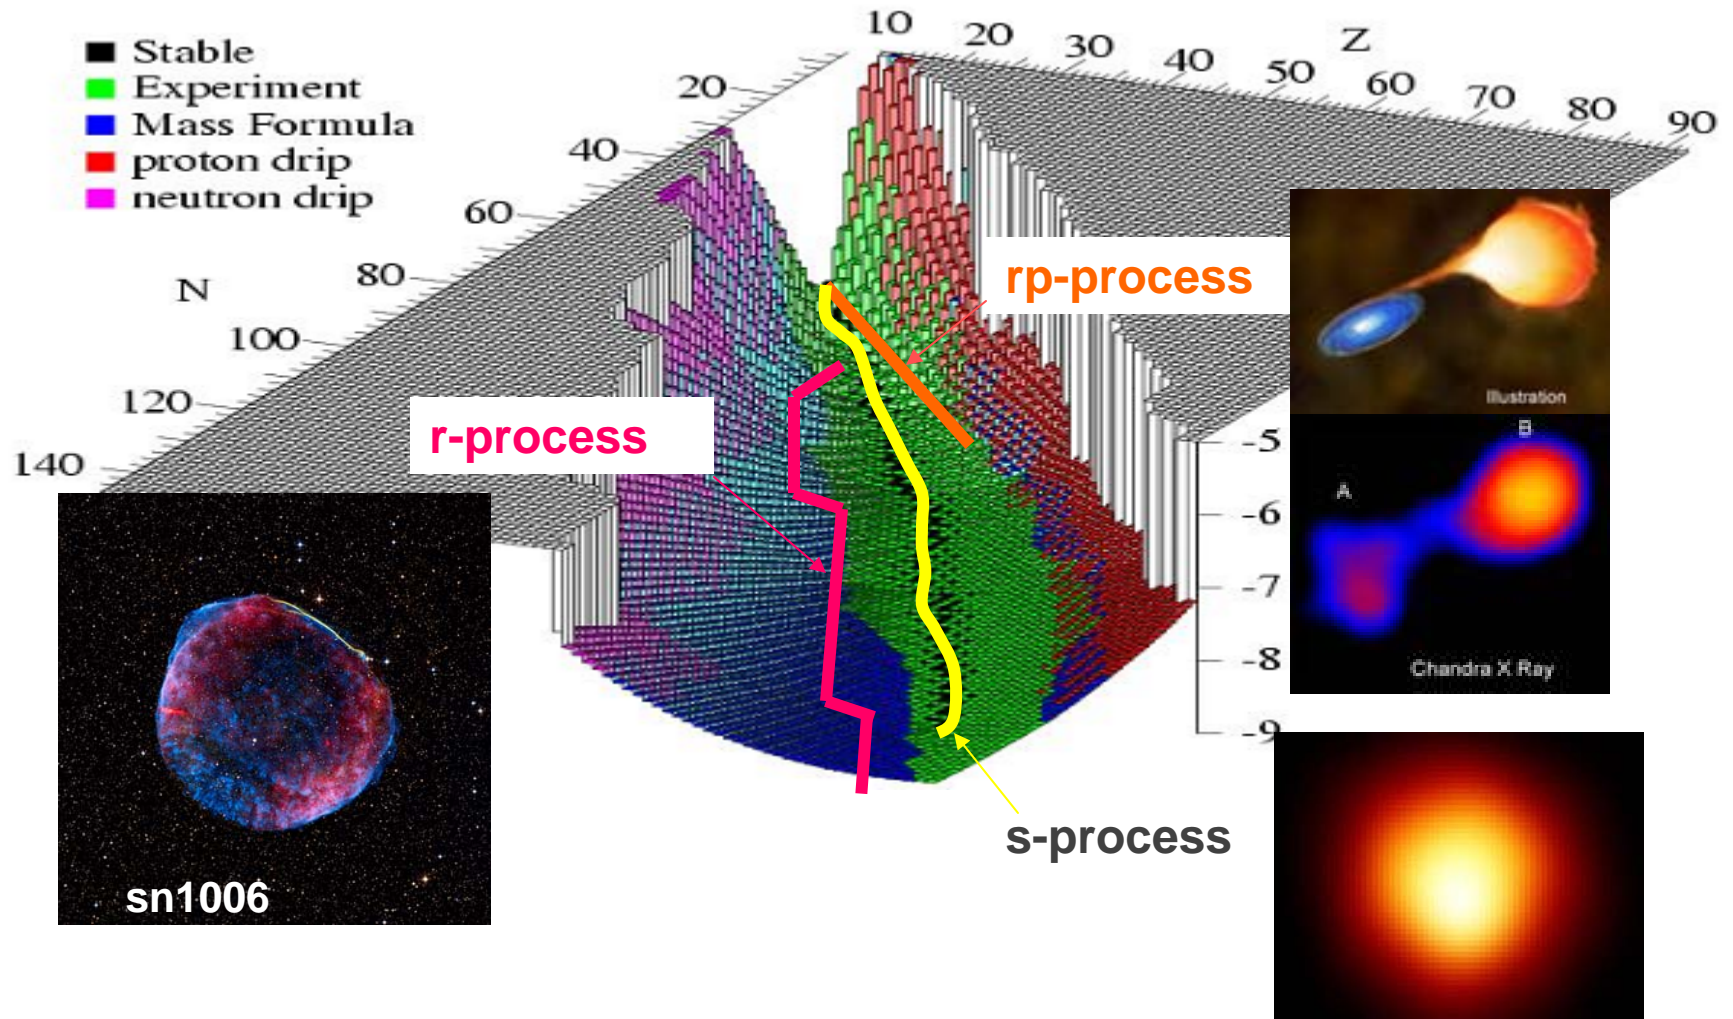 Stable
Experiment
Mass Formula
proton drip
neutron drip
10
20
30
40
50
60
70
80
90
Z
20
40
60
80
100
120
140
N
rp-process
r-process
s-process
-5
-6
-7
-8
-9
Illustration
B
A
Chandra X Ray
sn1006